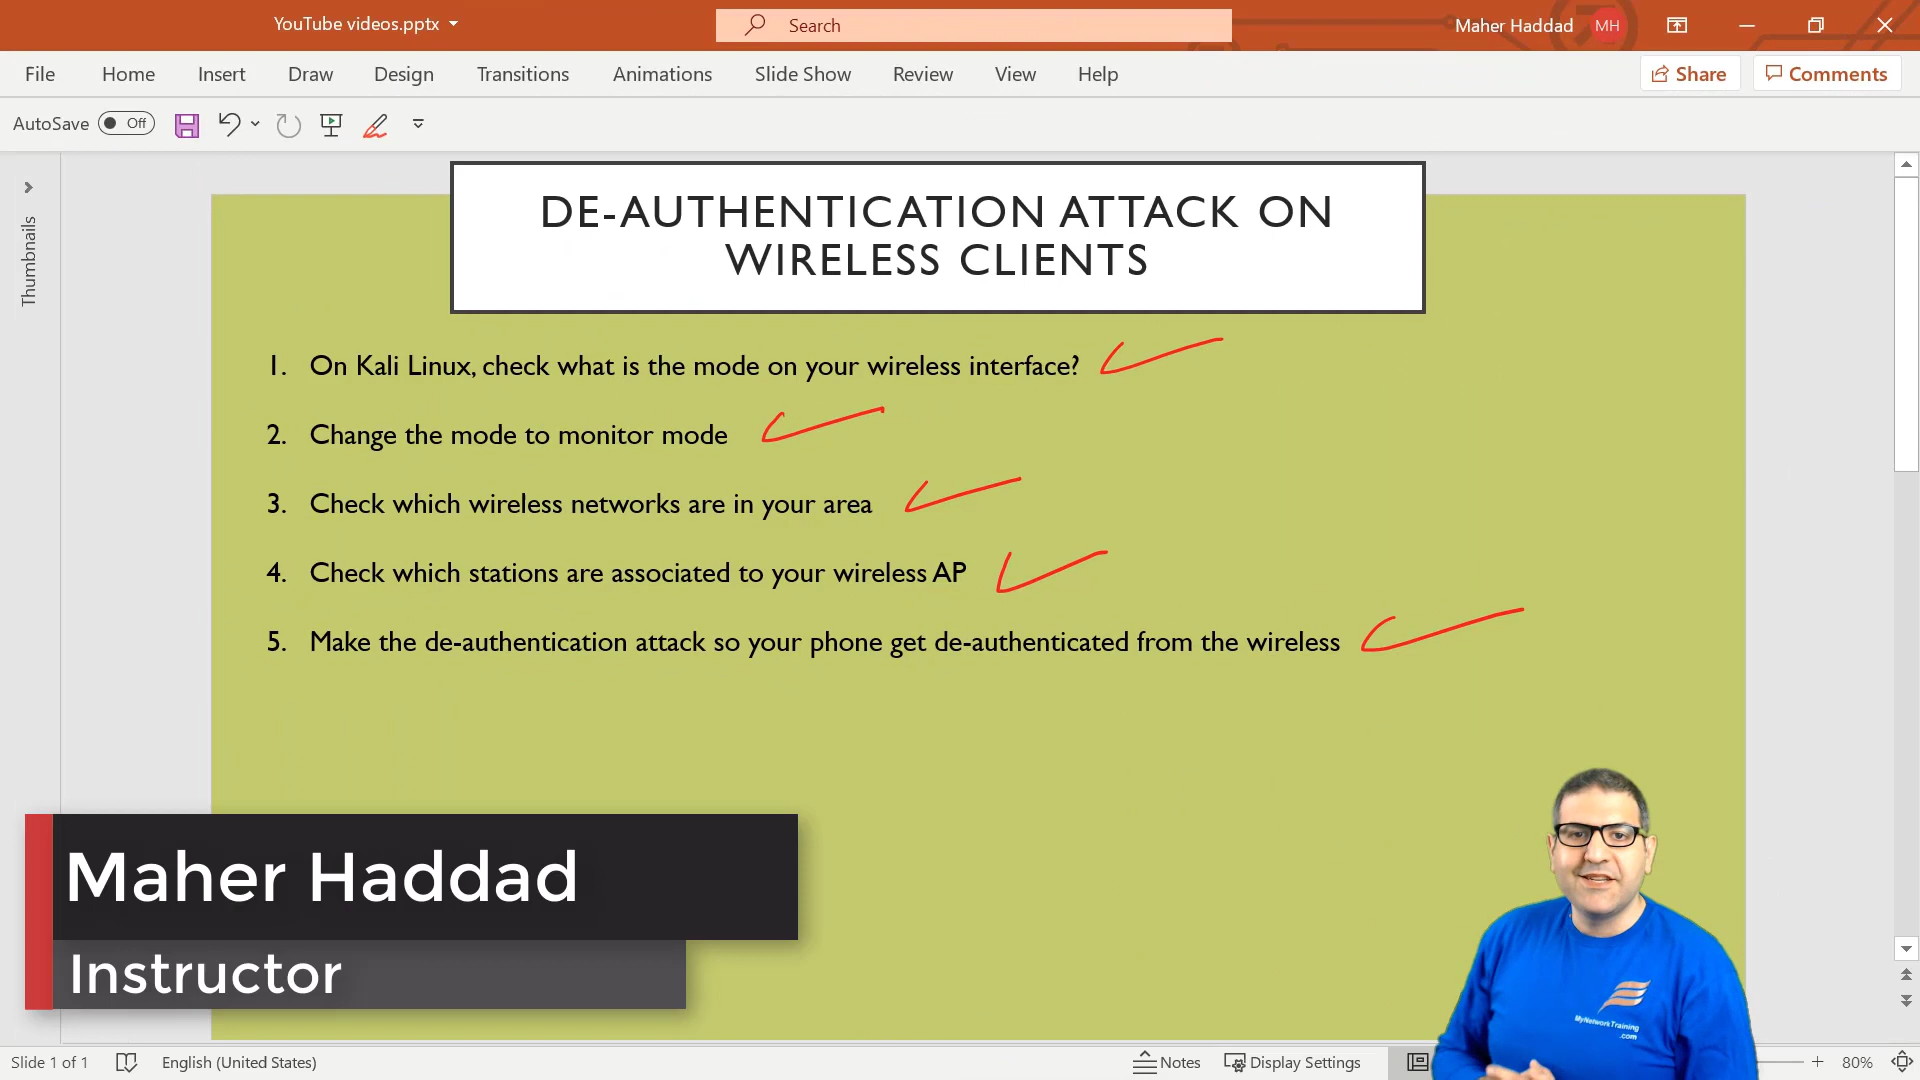 YouTube videos.pptx
Search
Maher Haddad MH
File Home Insert Draw Design Transitions Animations Slide Show Review View Help Share Comments
AutoSave Off
Thumbnails
DE-AUTHENTICATION ATTACK ON
WIRELESS CLIENTS
1. On Kali Linux, check what is the mode on your wireless interface?
2. Change the mode to monitor mode
3. Check which wireless networks are in your area
4. Check which stations are associated to your wireless AP
5. Make the de-authentication attack so your phone get de-authenticated from the wireless
Maher Haddad
Instructor
MyNetworkTraining
.com
Slide 1 of 1 English (United States) Notes Display Settings 80%